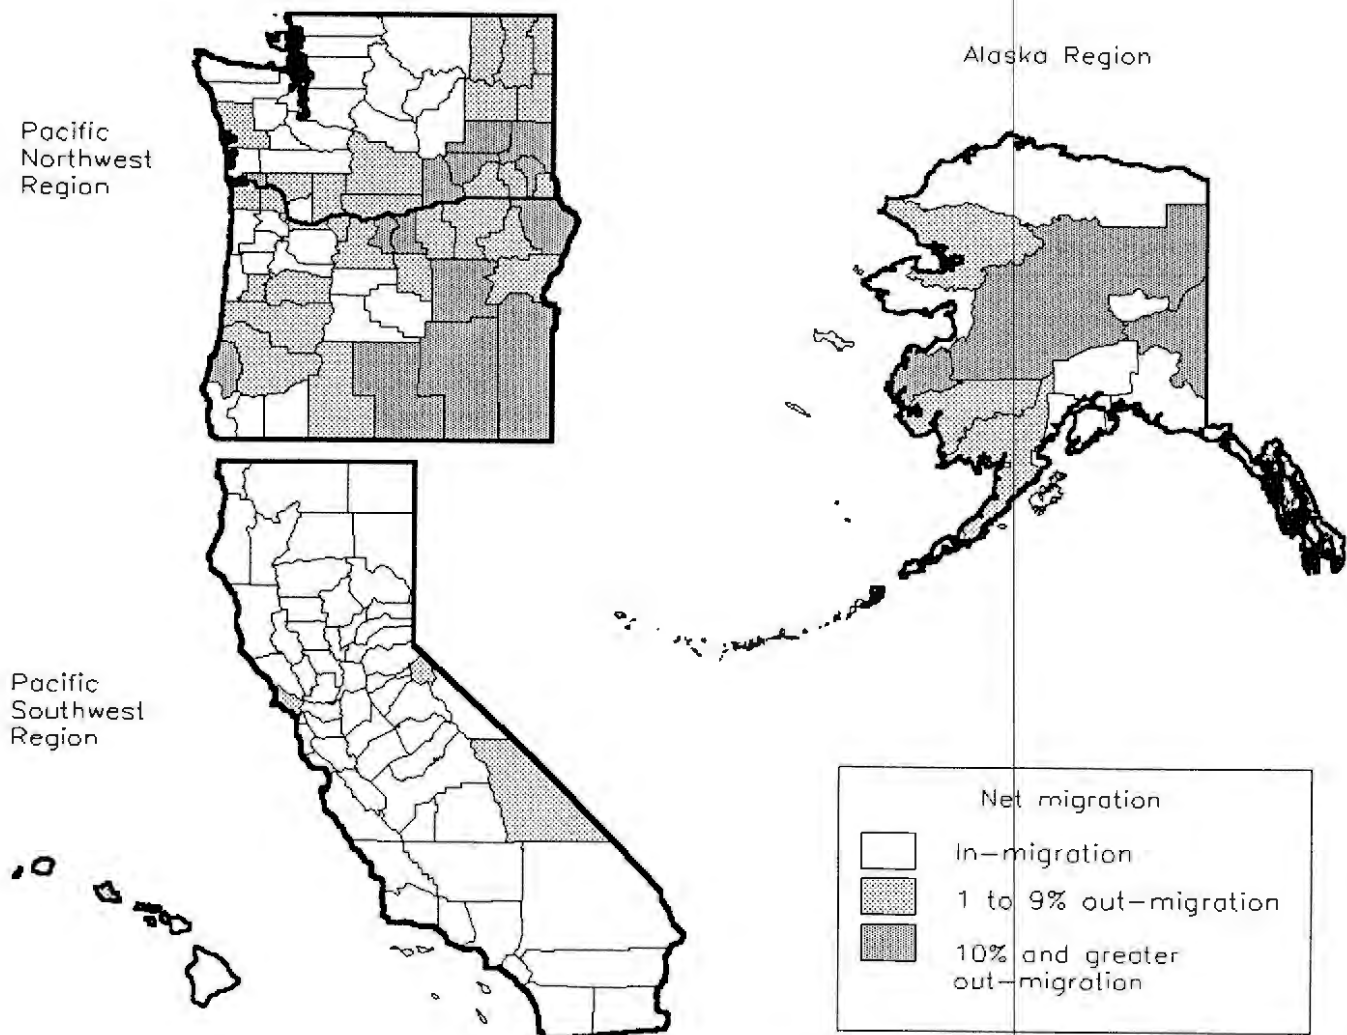 Alaska Region
Pacific
Northwest
Region
Pacific
Southwest
Region
Net migration
In-migration
1 to 9% out-migration
10% and greater
out-migration